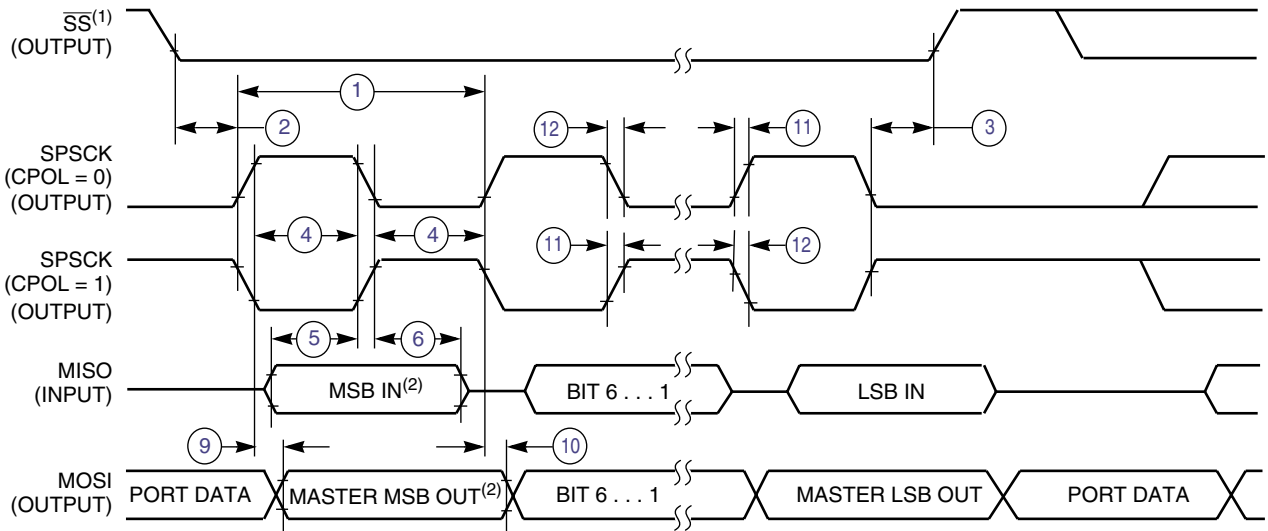 SS(1)
(OUTPUT)
1
2
12
11
3
SPSCK
(CPOL = 0)
(OUTPUT)
4
4
11
12
SPSCK
(CPOL = 1)
(OUTPUT)
5
6
MISO
(INPUT)
MSB IN(2)
BIT 6 . . . 1
LSB IN
9
10
MOSI
(OUTPUT)
PORT DATA
MASTER MSB OUT(2)
BIT 6 . . . 1
MASTER LSB OUT
PORT DATA